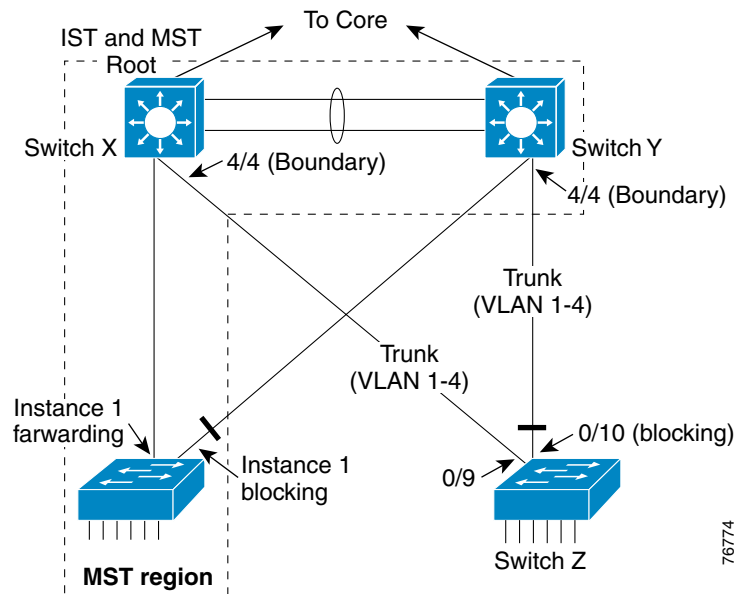 To Core
IST and MST
Root
Switch X
Switch Y
4/4 (Boundary)
4/4 (Boundary)
Trunk
(VLAN 1-4)
Trunk
(VLAN 1-4)
Instance 1
farwarding
Instance 1
blocking
0/10 (blocking)
0/9
Switch Z
MST region
76774